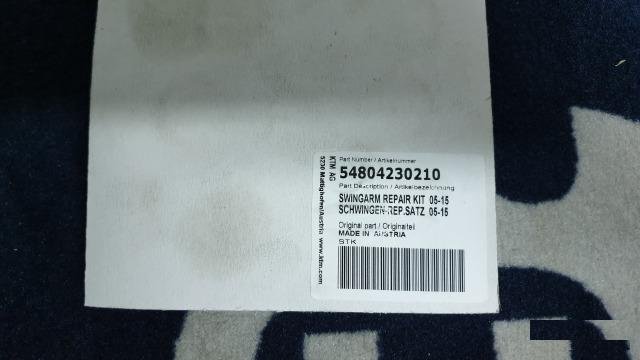 Part Number / Artikelnummer
54804230210
Part Description / Artikelbezeichnung
SWINGARM REPAIR KIT 05-15
SCHWINGEN-REP.SATZ 05-15
Original part / Originalteil
MADE IN AUSTRIA
STK
KTM AG
5230 Mattighofen/Austria www.ktm.com